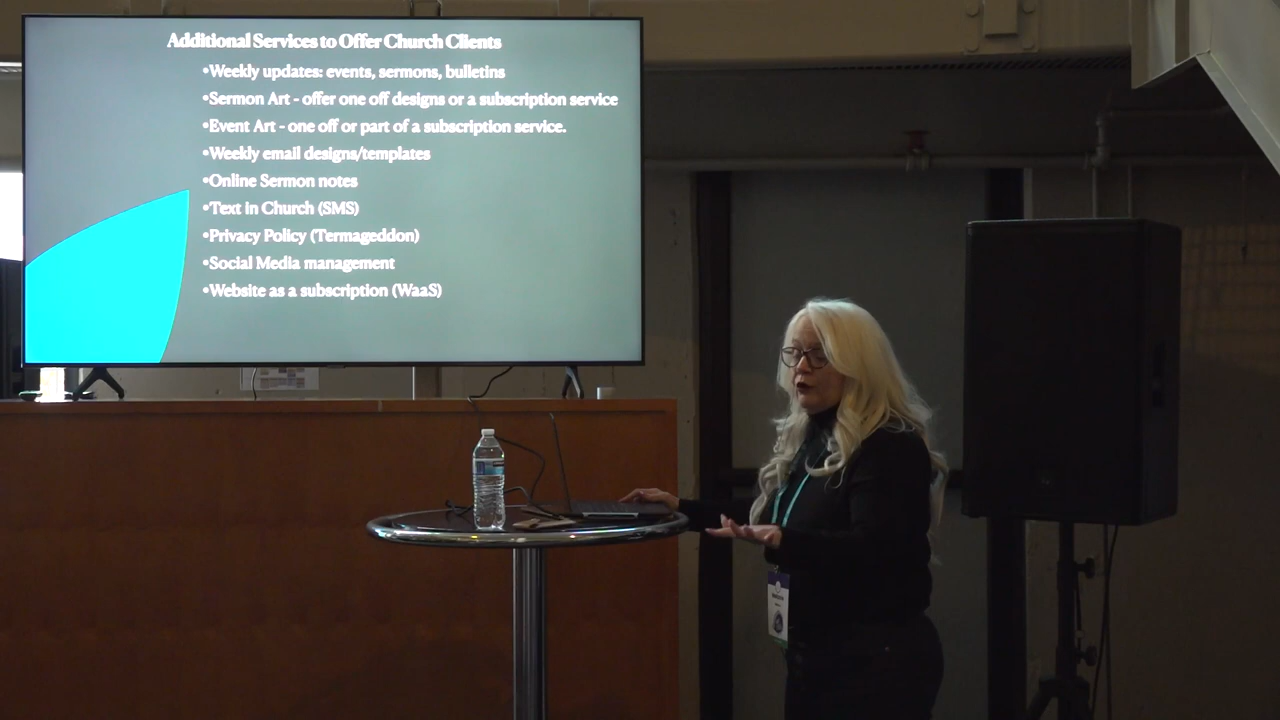 Additional Services to Offer Church Clients
•Weekly updates: events, sermons, bulletins
•Sermon Art - offer one off designs or a subscription service
•Event Art - one off or part of a subscription service.
•Weekly email designs/templates
•Online Sermon notes
•Text in Church (SMS)
•Privacy Policy (Termageddon)
•Social Media management
•Website as a subscription (WaaS)